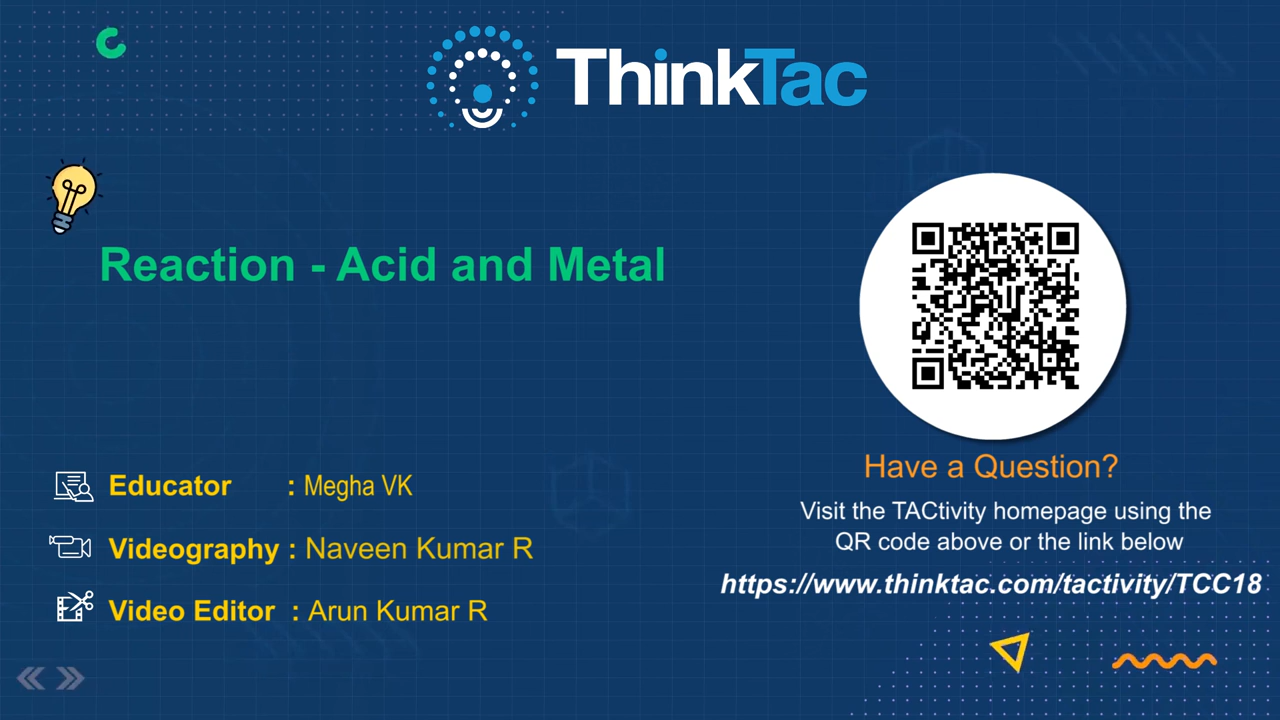 ThinkTac
Reaction - Acid and Metal
Educator : Megha VK
Videography : Naveen Kumar R
Video Editor : Arun Kumar R
Have a Question?
Visit the TACtivity homepage using the
QR code above or the link below
https://www.thinktac.com/tactivity/TCC18